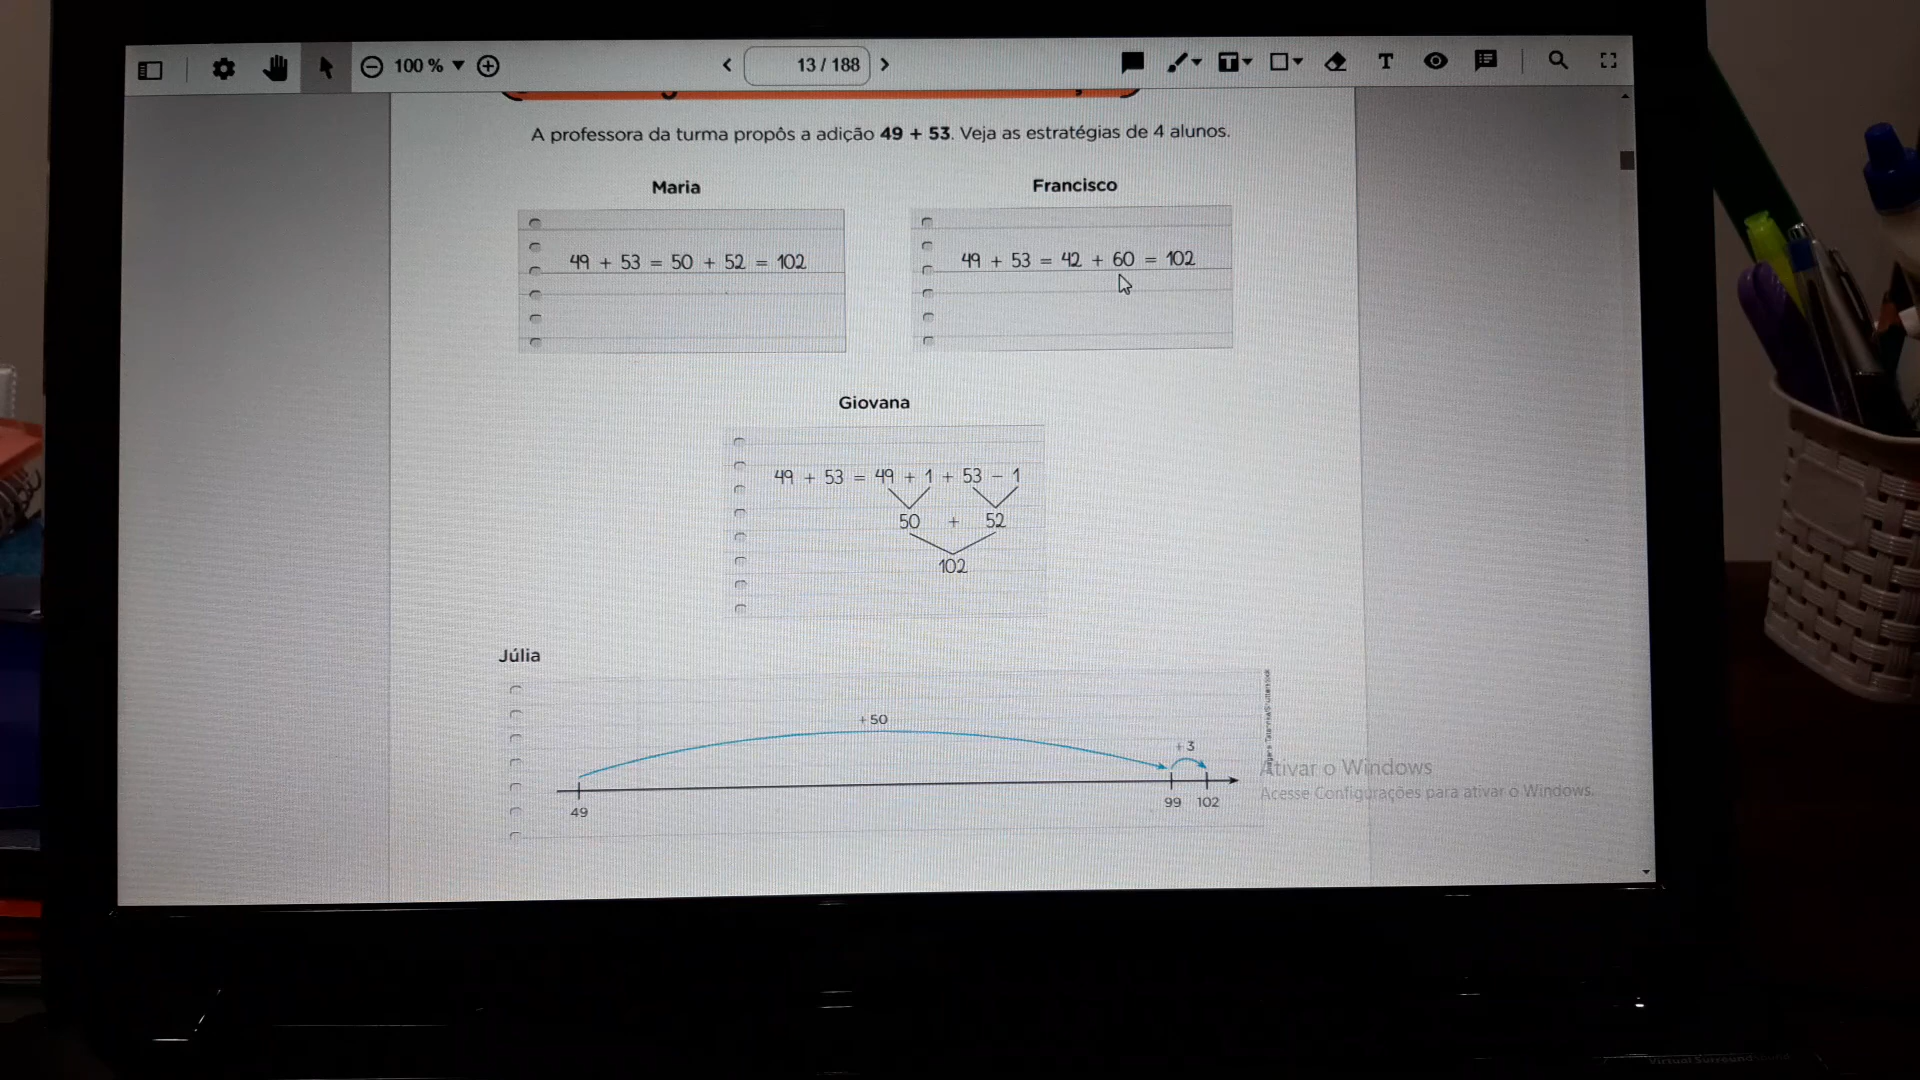 100 %
13 / 188
A professora da turma propôs a adição 49 + 53. Veja as estratégias de 4 alunos.
Maria
49 + 53 = 50 + 52 = 102
Francisco
49 + 53 = 42 + 60 = 102
Giovana
49 + 53 = 49 + 1 + 53 - 1
50 + 52
102
Júlia
+ 50
+ 3
49
99 102
Ativar o Windows
Acesse Configurações para ativar o Windows.